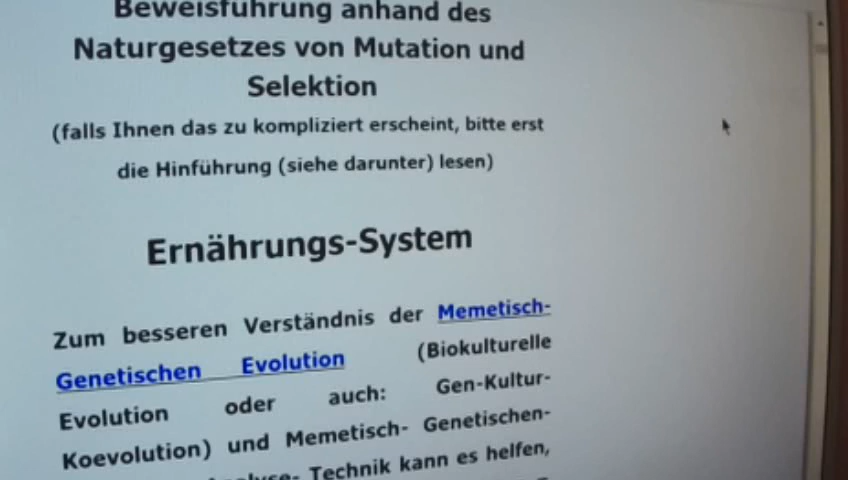 Beweisführung anhand des
Naturgesetzes von Mutation und
Selektion
(falls Ihnen das zu kompliziert erscheint, bitte erst
die Hinführung (siehe darunter) lesen)
Ernährungs-System
Zum besseren Verständnis der Memetisch-
Genetischen Evolution (Biokulturelle
Evolution oder auch: Gen-Kultur-
Koevolution) und Memetisch- Genetischen-
Technik kann es helfen,